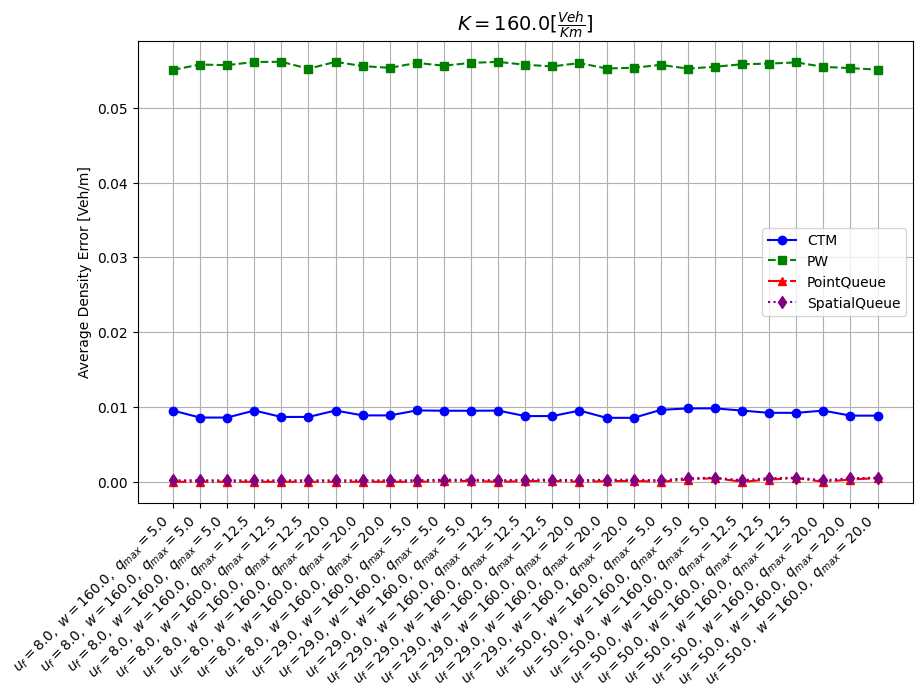 K = 160.0[Veh/Km]
Average Density Error [Veh/m]
0.05
0.04
0.03
0.02
0.01
0.00
CTM
PW
PointQueue
SpatialQueue
u_f = 8.0, w = 160.0, q_max = 5.0
u_f = 8.0, w = 160.0, q_max = 5.0
u_f = 8.0, w = 160.0, q_max = 5.0
u_f = 8.0, w = 160.0, q_max = 12.5
u_f = 8.0, w = 160.0, q_max = 12.5
u_f = 8.0, w = 160.0, q_max = 12.5
u_f = 8.0, w = 160.0, q_max = 20.0
u_f = 8.0, w = 160.0, q_max = 20.0
u_f = 8.0, w = 160.0, q_max = 20.0
u_f = 29.0, w = 160.0, q_max = 5.0
u_f = 29.0, w = 160.0, q_max = 5.0
u_f = 29.0, w = 160.0, q_max = 5.0
u_f = 29.0, w = 160.0, q_max = 12.5
u_f = 29.0, w = 160.0, q_max = 12.5
u_f = 29.0, w = 160.0, q_max = 12.5
u_f = 29.0, w = 160.0, q_max = 20.0
u_f = 29.0, w = 160.0, q_max = 20.0
u_f = 29.0, w = 160.0, q_max = 20.0
u_f = 50.0, w = 160.0, q_max = 5.0
u_f = 50.0, w = 160.0, q_max = 5.0
u_f = 50.0, w = 160.0, q_max = 5.0
u_f = 50.0, w = 160.0, q_max = 12.5
u_f = 50.0, w = 160.0, q_max = 12.5
u_f = 50.0, w = 160.0, q_max = 12.5
u_f = 50.0, w = 160.0, q_max = 20.0
u_f = 50.0, w = 160.0, q_max = 20.0
u_f = 50.0, w = 160.0, q_max = 20.0